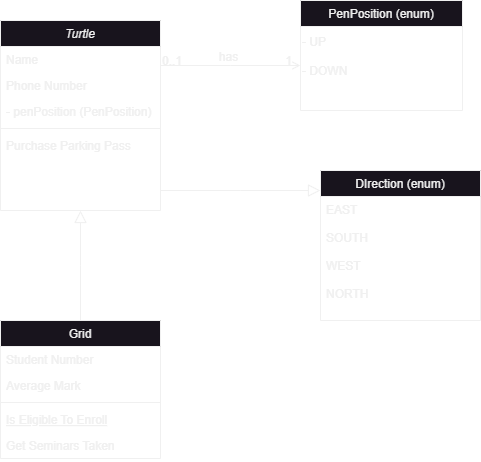 Turtle
Name
Phone Number
- penPosition (PenPosition)
Purchase Parking Pass
0..1
has
1
PenPosition (enum)
- UP
- DOWN
DIrection (enum)
EAST
SOUTH
WEST
NORTH
Grid
Student Number
Average Mark
Is Eligible To Enroll
Get Seminars Taken